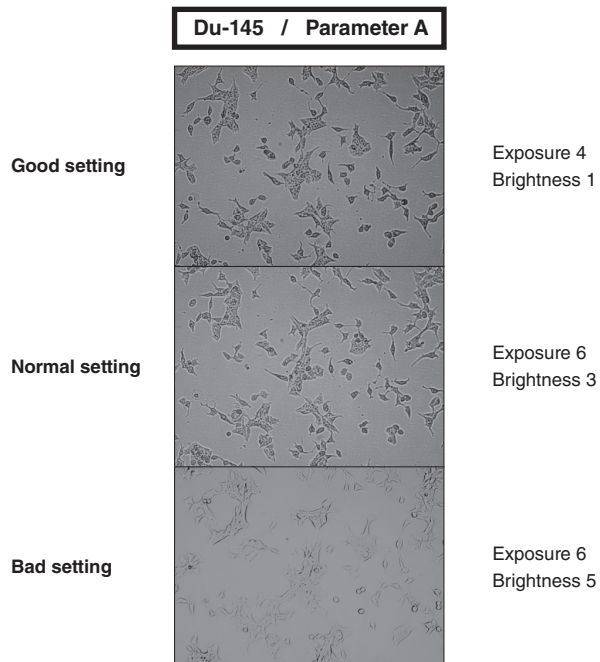 Du-145 / Parameter A
Good setting
Exposure 4
Brightness 1
Normal setting
Exposure 6
Brightness 3
Bad setting
Exposure 6
Brightness 5